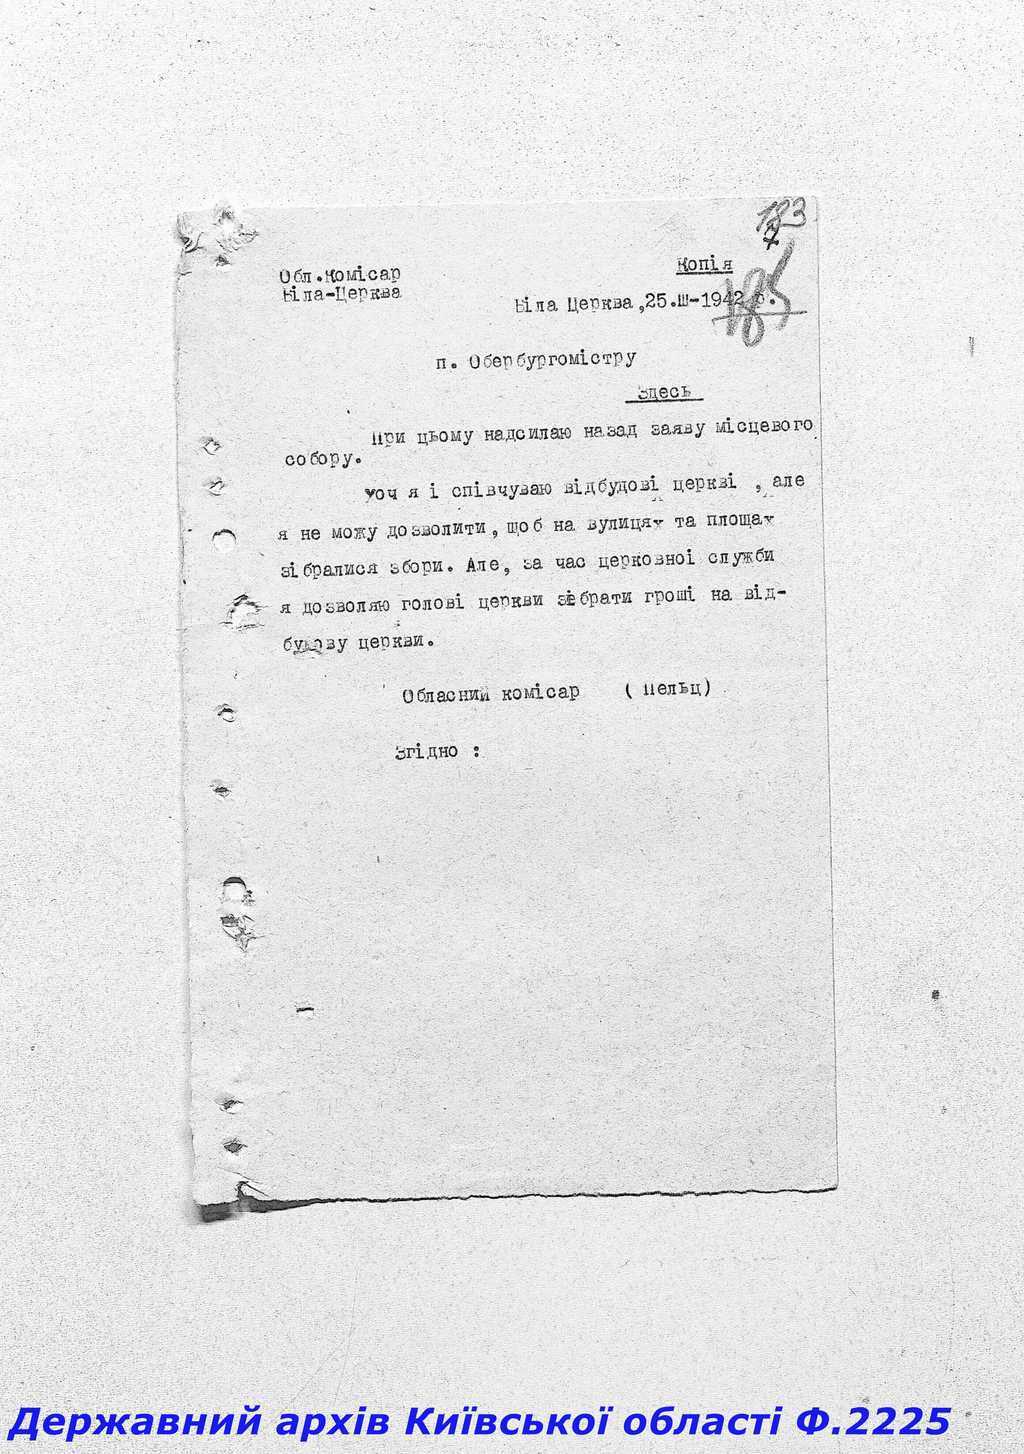 183
Обл.Комісар
Біла-Церква
Копія
Біла Церква,25.Ш-1942 р.
п. Обербургомістру
Здесь
При цьому надсилаю назад заяву місцевого
собору.
Хоч я і співчуваю відбудові церкві , але
я не можу дозволити, щоб на вулицях та площах
зібралися збори. Але, за час церковної служби
я дозволяю голові церкви зібрати гроші на від-
будову церкви.
Обласний комісар ( Пельц)
Згідно :
Державний архів Київської області Ф.2225